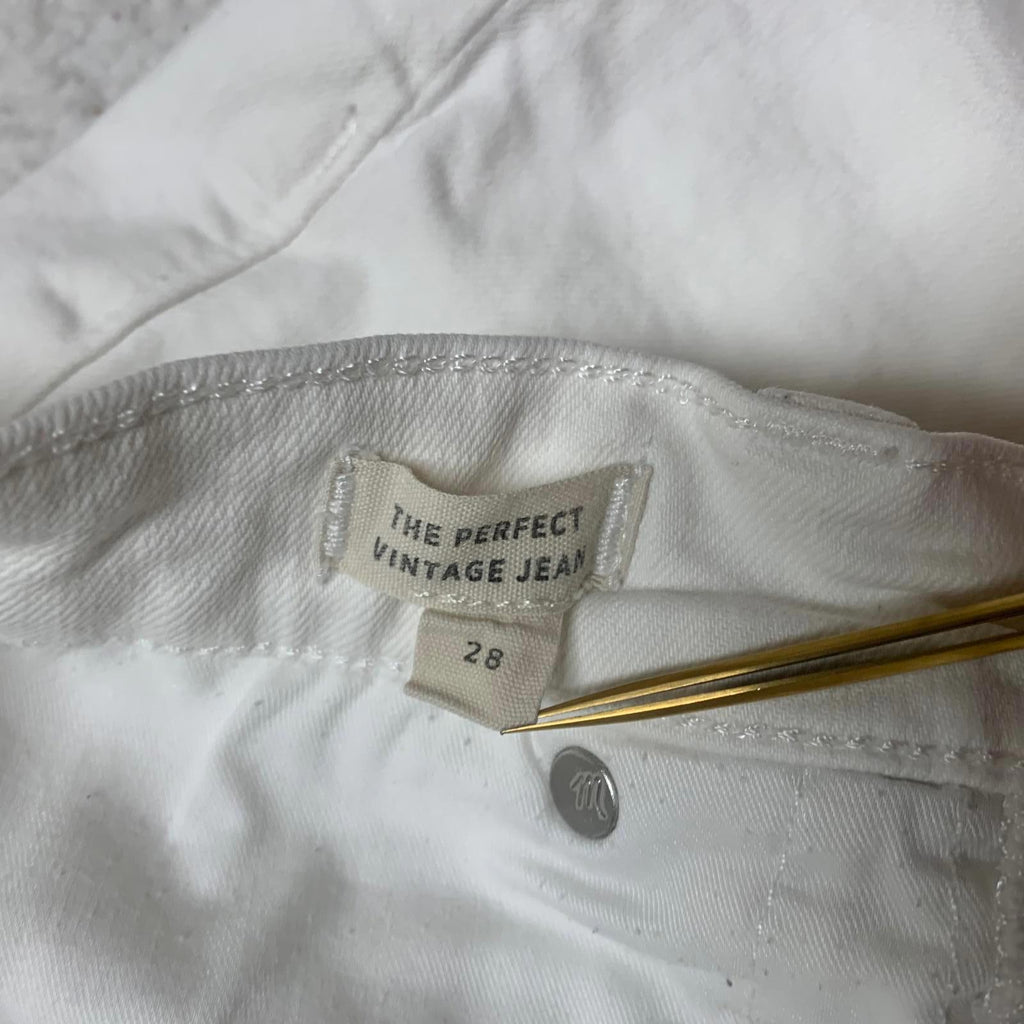 THE PERFECT
VINTAGE JEAN
28
m